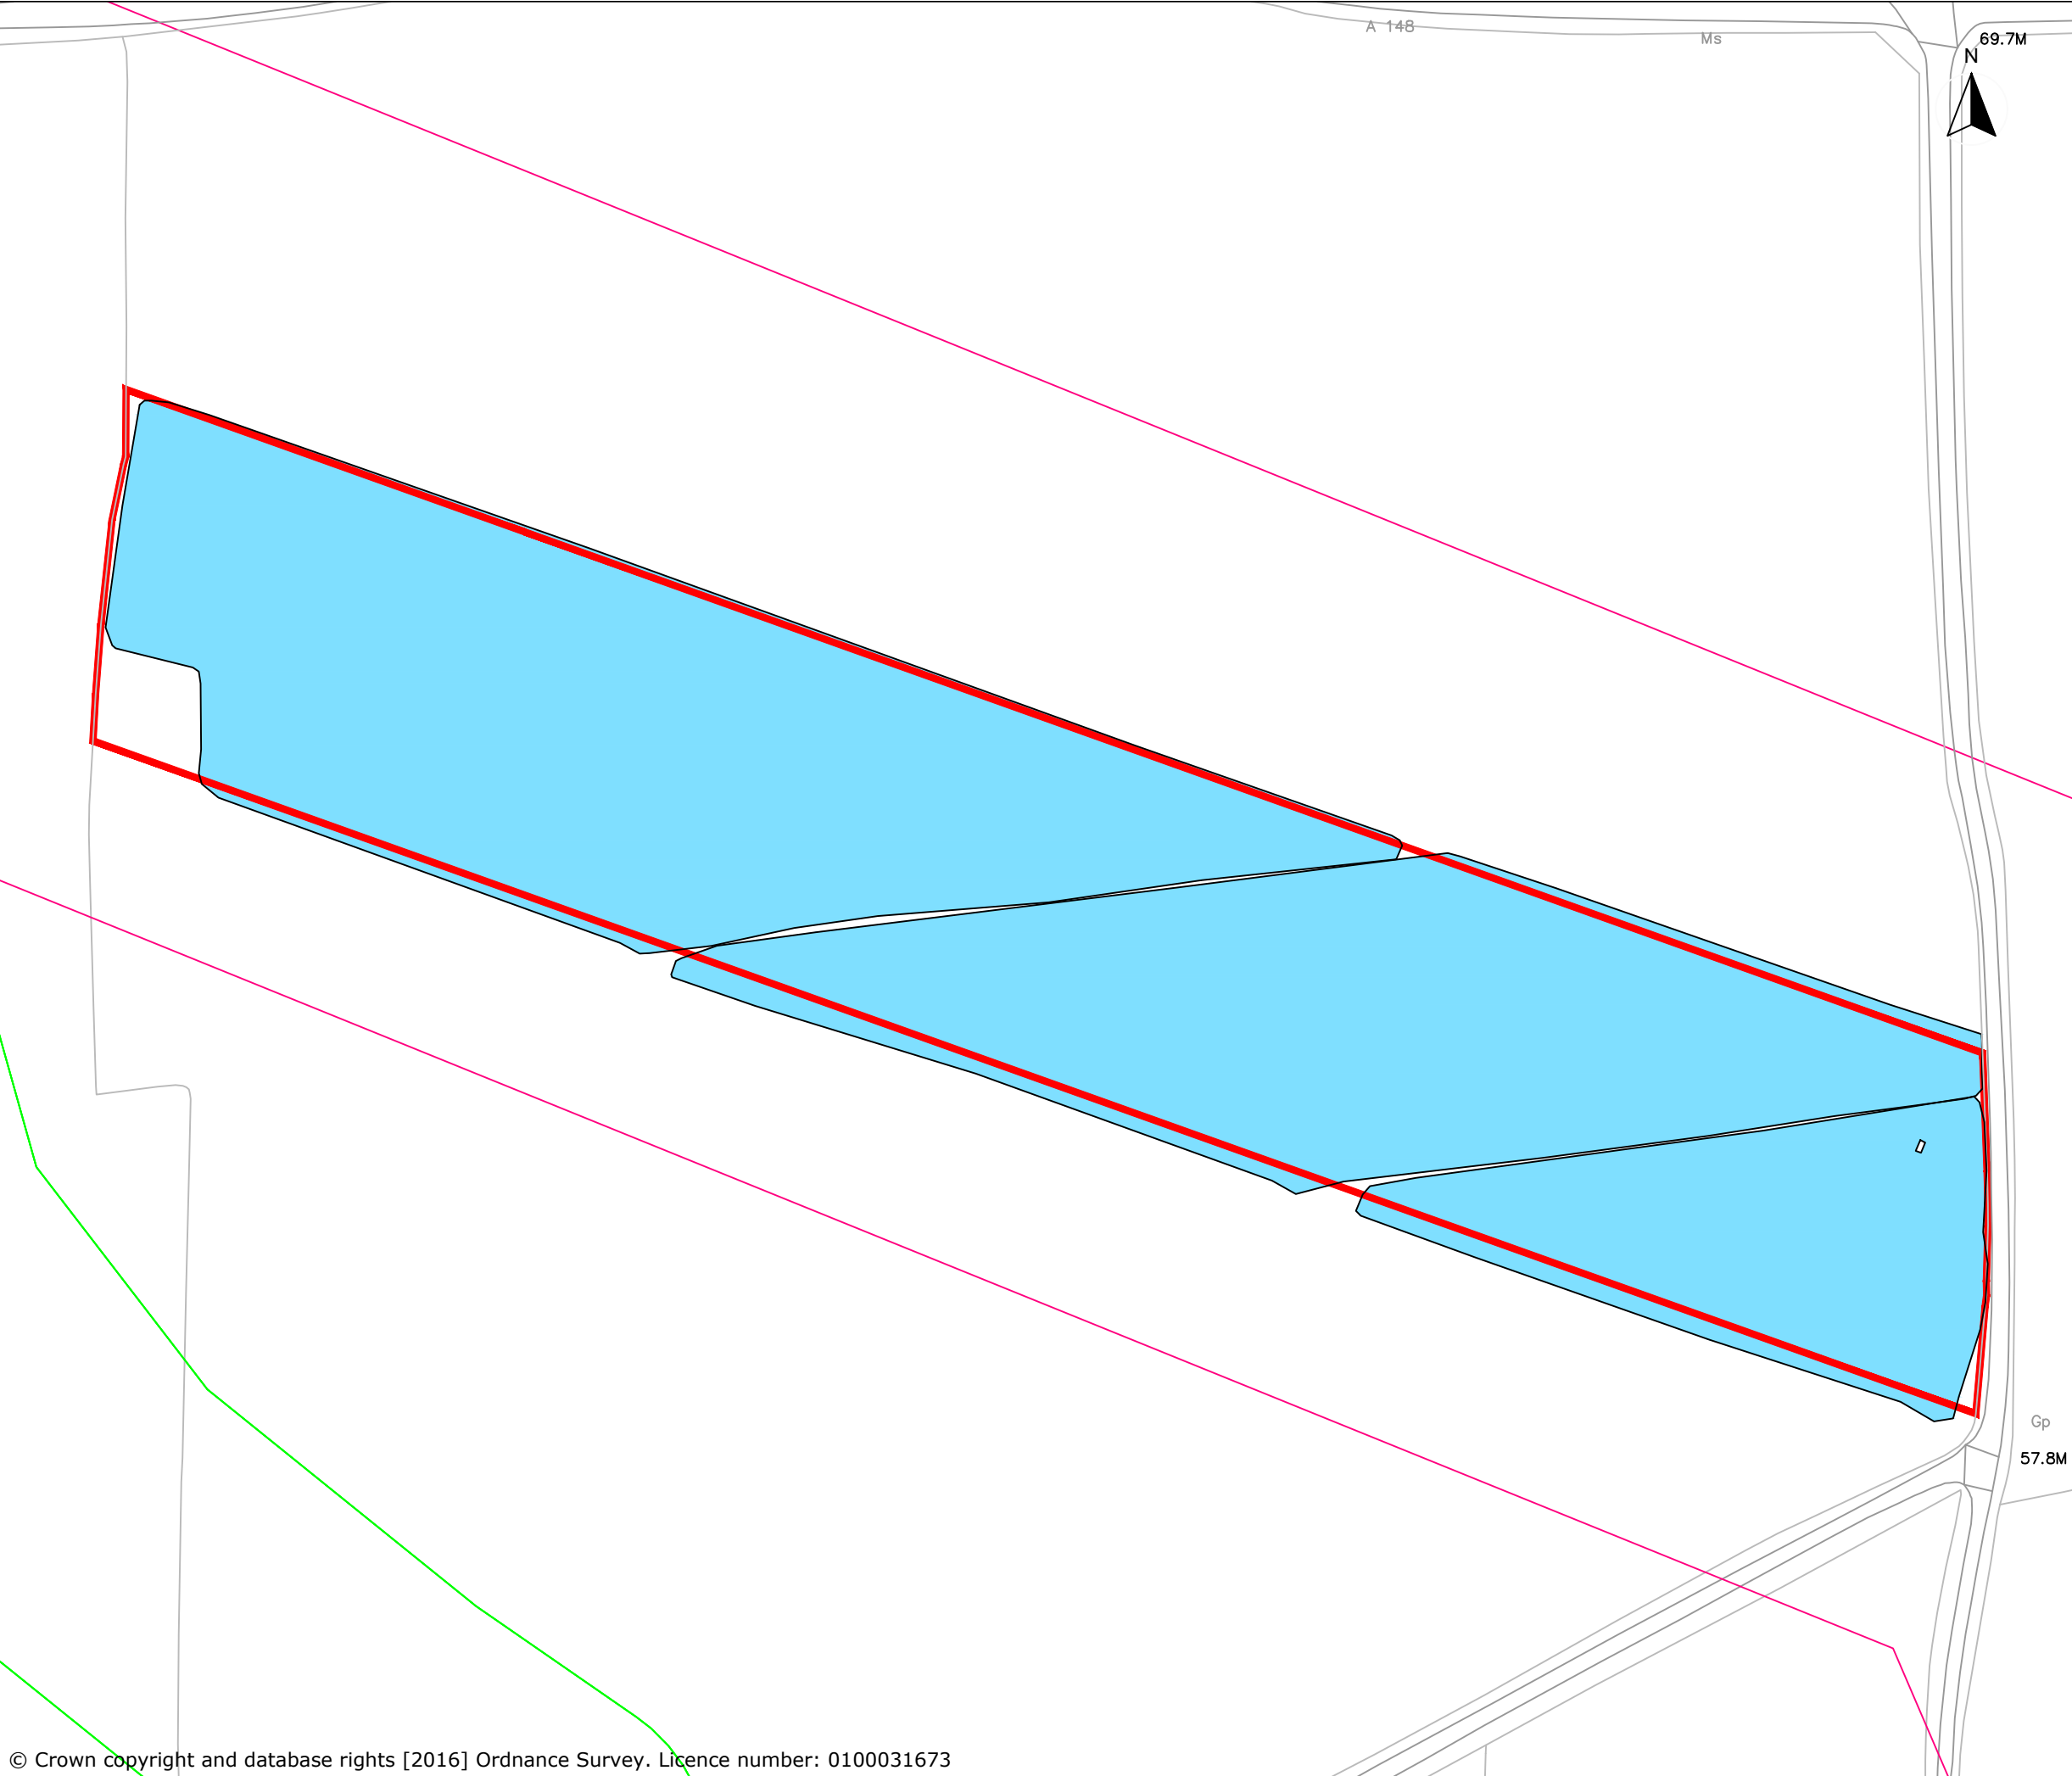 A 148
Ms
69.7M
N
Gp
57.8M
© Crown copyright and database rights [2016] Ordnance Survey. Licence number: 0100031673